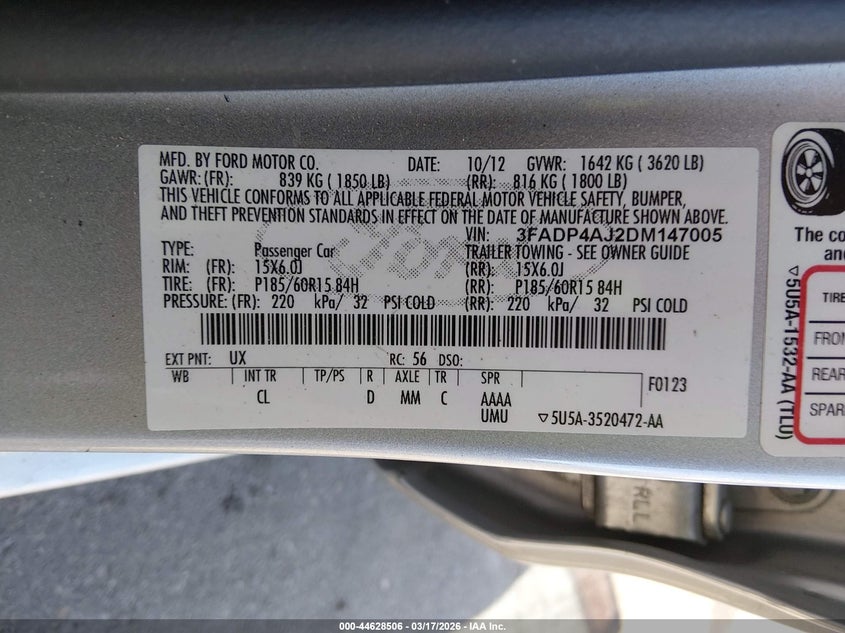 MFD. BY FORD MOTOR CO. DATE: 10/12 GVWR: 1642 KG ( 3620 LB)
GAWR: (FR): 839 KG ( 1850 LB) (RR): 816 KG ( 1800 LB)
THIS VEHICLE CONFORMS TO ALL APPLICABLE FEDERAL MOTOR VEHICLE SAFETY, BUMPER,
AND THEFT PREVENTION STANDARDS IN EFFECT ON THE DATE OF MANUFACTURE SHOWN ABOVE.
VIN: 3FADP4AJ2DM147005
TYPE: Passenger Car TRAILER TOWING - SEE OWNER GUIDE
RIM: (FR): 15X6.0J (RR): 15X6.0J
TIRE: (FR): P185/60R15 84H (RR): P185/60R15 84H
PRESSURE: (FR): 220 kPa/ 32 PSI COLD (RR): 220 kPa/ 32 PSI COLD
EXT PNT: UX RC: 56 DSO:
WB INT TR TP/PS R AXLE TR SPR F0123
CL D MM C AAAA
UMU ▽5U5A-3520472-AA
The co
an
TIRE
FRON
REAR
SPAR
▽5U5A-1532-AA (TLU)
RLL
000-44628506 — 03/17/2026 — IAA Inc.